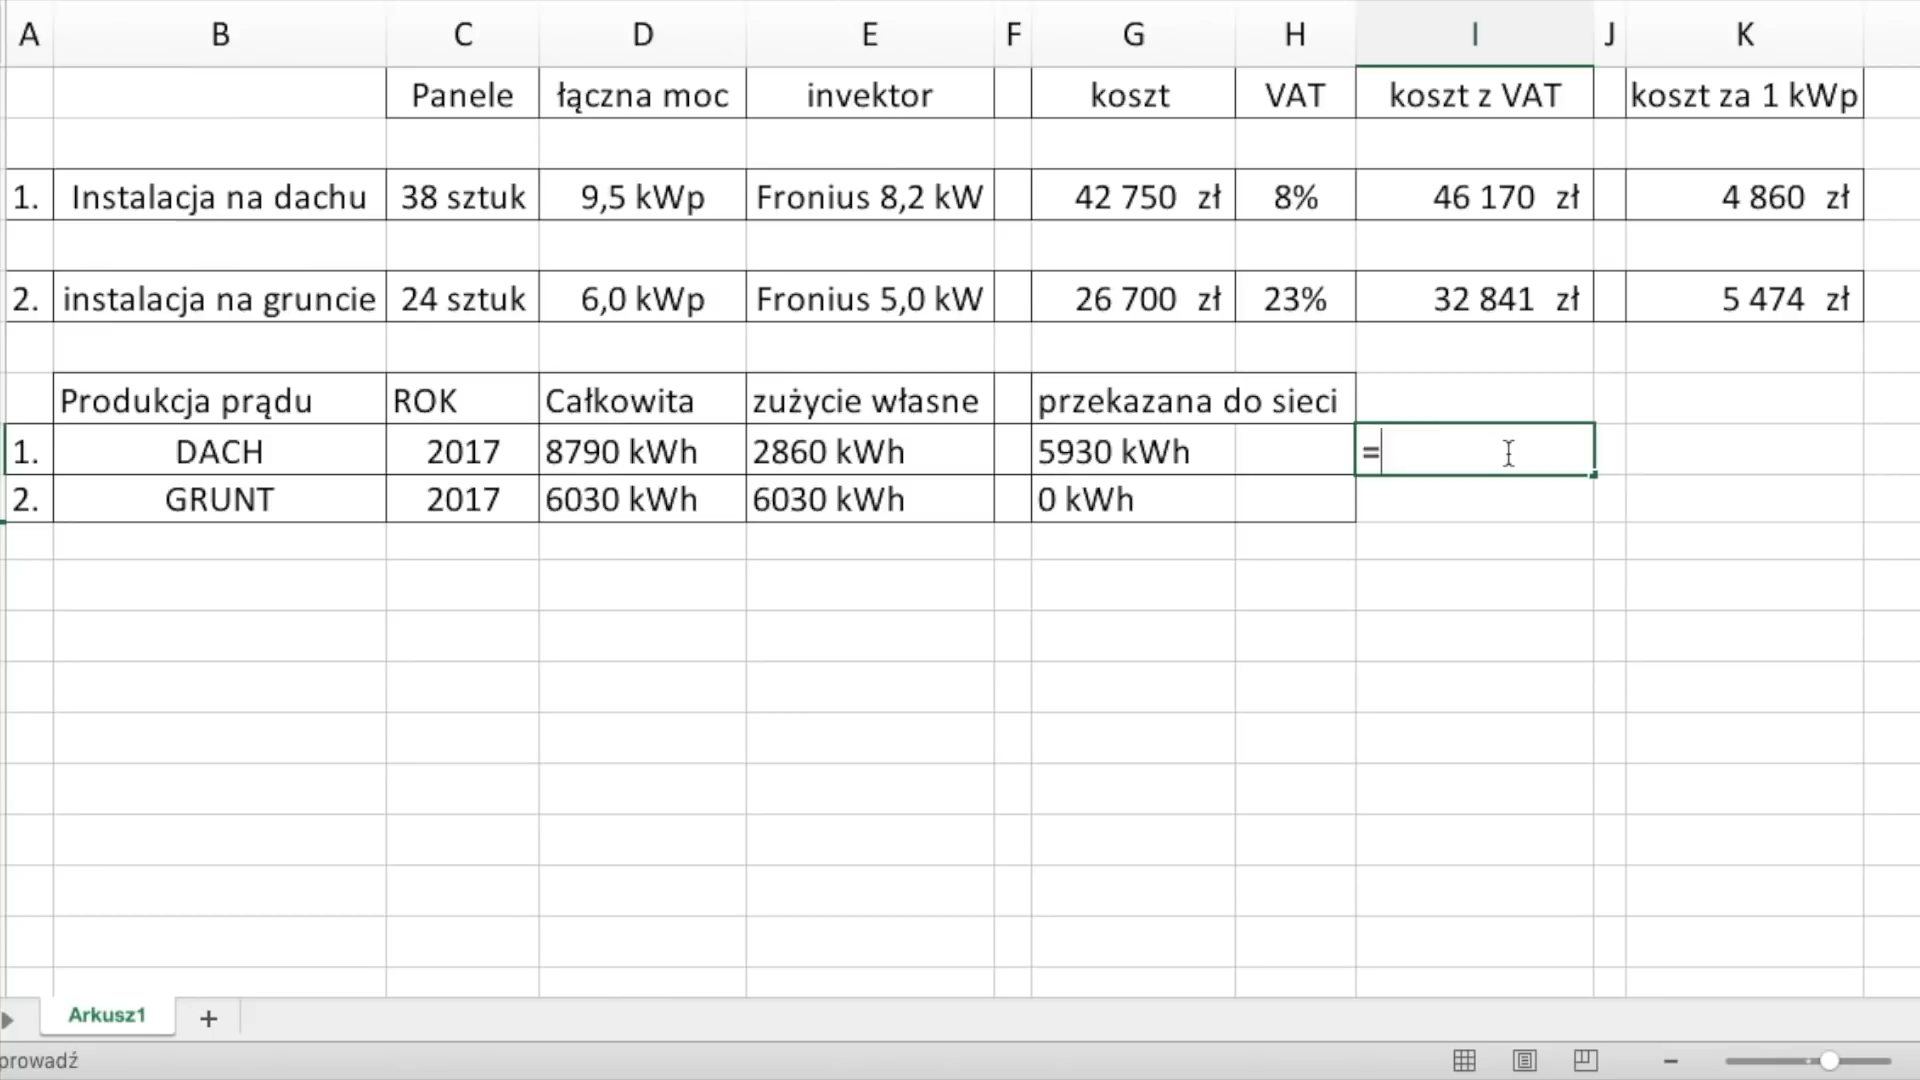 A B C D E F G H I J K
Panele łączna moc invektor koszt VAT koszt z VAT koszt za 1 kWp
1. Instalacja na dachu 38 sztuk 9,5 kWp Fronius 8,2 kW 42 750 zł 8% 46 170 zł 4 860 zł
2. instalacja na gruncie 24 sztuk 6,0 kWp Fronius 5,0 kW 26 700 zł 23% 32 841 zł 5 474 zł
Produkcja prądu ROK Całkowita zużycie własne przekazana do sieci
1. DACH 2017 8790 kWh 2860 kWh 5930 kWh =
2. GRUNT 2017 6030 kWh 6030 kWh 0 kWh
Arkusz1 +
prowadź